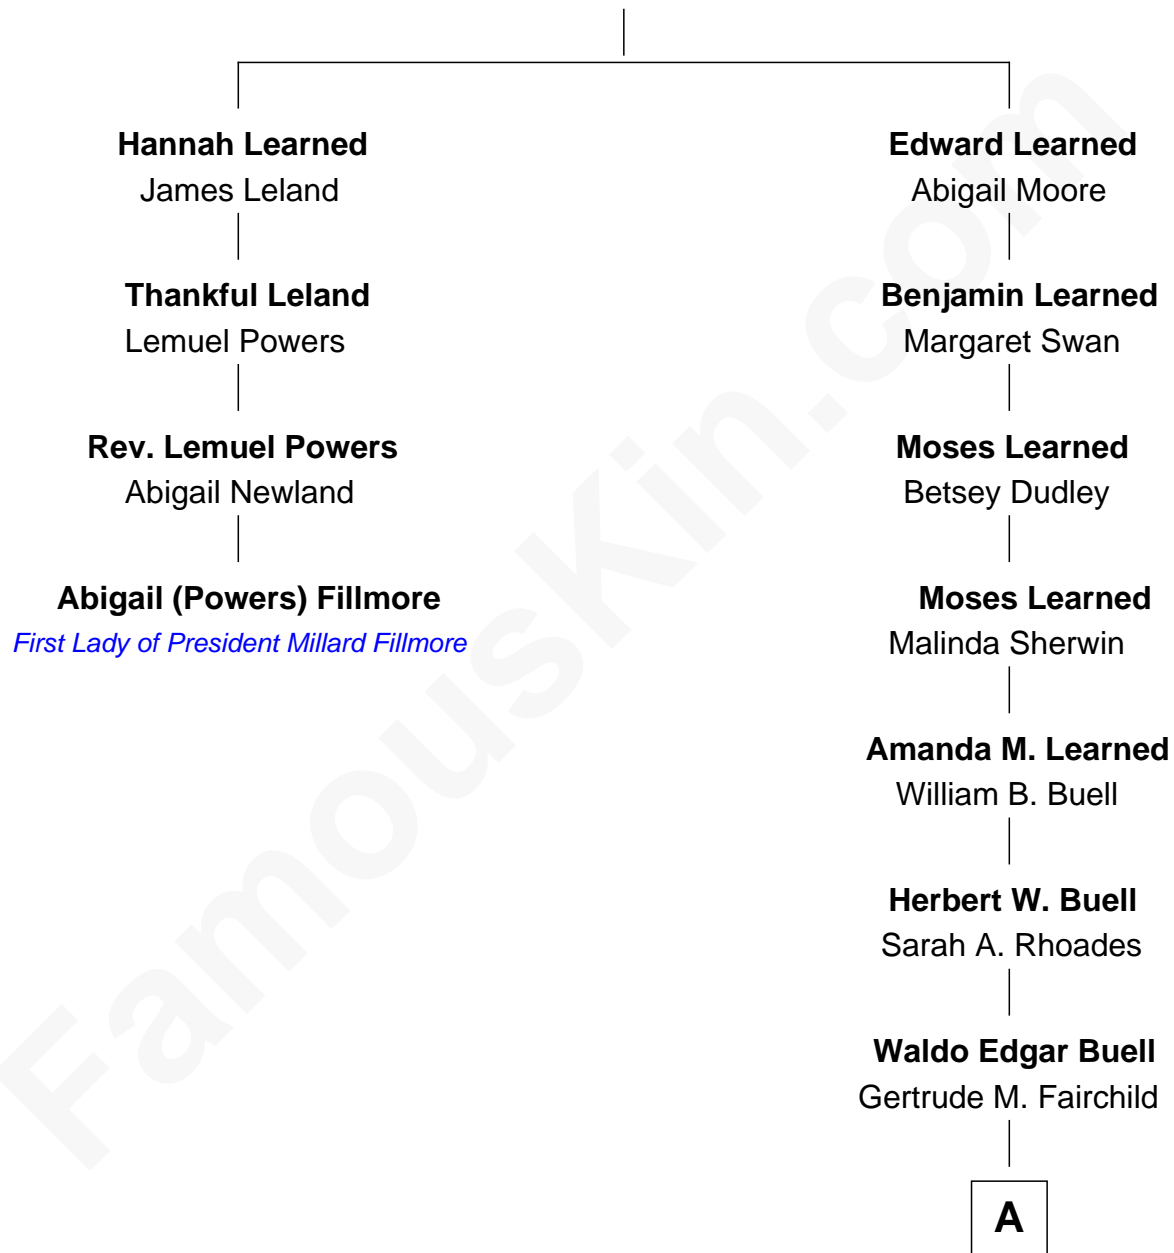 Hannah Learned
James Leland
Thankful Leland
Lemuel Powers
Rev. Lemuel Powers
Abigail Newland
Abigail (Powers) Fillmore
First Lady of President Millard Fillmore
Edward Learned
Abigail Moore
Benjamin Learned
Margaret Swan
Moses Learned
Betsey Dudley
Moses Learned
Malinda Sherwin
Amanda M. Learned
William B. Buell
Herbert W. Buell
Sarah A. Rhoades
Waldo Edgar Buell
Gertrude M. Fairchild
A
FamousKin.com